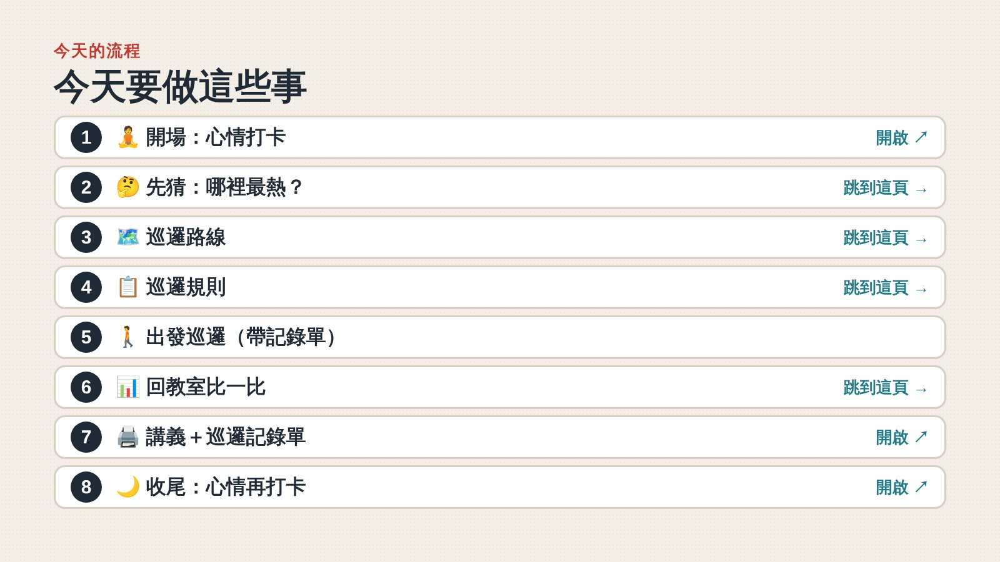 今天的流程
今天要做這些事
1 🧘 開場：心情打卡 開啟 ↗
2 🤔 先猜：哪裡最熱？ 跳到這頁 →
3 🗺️ 巡邏路線 跳到這頁 →
4 📋 巡邏規則 跳到這頁 →
5 🚶 出發巡邏（帶記錄單）
6 📊 回教室比一比 跳到這頁 →
7 🖨️ 講義＋巡邏記錄單 開啟 ↗
8 🌙 收尾：心情再打卡 開啟 ↗